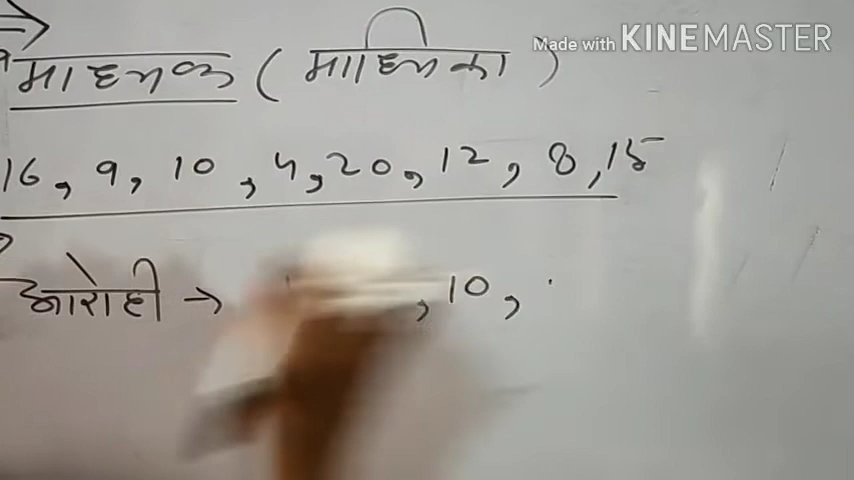 Made with KINEMASTER
माध्यक ( माध्यिका )
16, 9, 10, 4, 20, 12, 8, 15
आरोही → , 10,